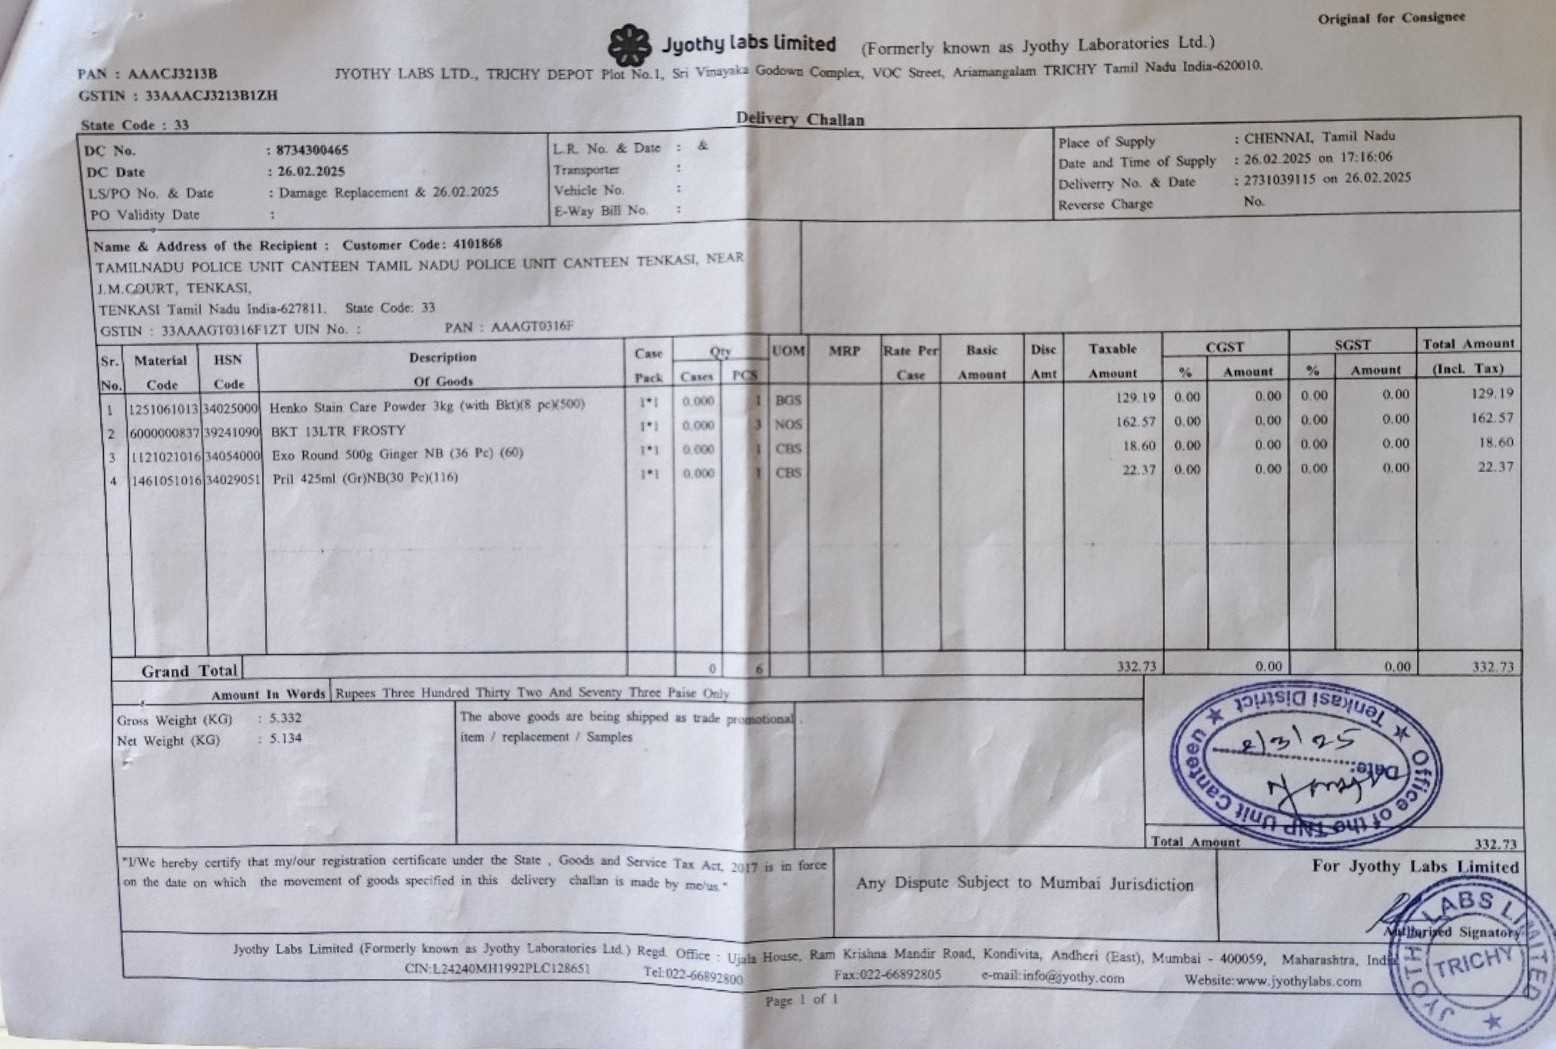 Original for Consignee
Jyothy labs limited (Formerly known as Jyothy Laboratories Ltd.)
PAN : AAACJ3213B
JYOTHY LABS LTD., TRICHY DEPOT Plot No.1, Sri Vinayaka Godown Complex, VOC Street, Ariamangalam TRICHY Tamil Nadu India-620010.
GSTIN : 33AAACJ3213B1ZH
State Code : 33
Delivery Challan
DC No. : 8734300465
DC Date : 26.02.2025
LS/PO No. & Date : Damage Replacement & 26.02.2025
PO Validity Date :
L.R. No. & Date : &
Transporter :
Vehicle No. :
E-Way Bill No. :
Place of Supply : CHENNAI, Tamil Nadu
Date and Time of Supply : 26.02.2025 on 17:16:06
Deliverry No. & Date : 2731039115 on 26.02.2025
Reverse Charge No.
Name & Address of the Recipient : Customer Code: 4101868
TAMILNADU POLICE UNIT CANTEEN TAMIL NADU POLICE UNIT CANTEEN TENKASI, NEAR
J.M.COURT, TENKASI,
TENKASI Tamil Nadu India-627811. State Code: 33
GSTIN : 33AAAGT0316F1ZT UIN No. : PAN : AAAGT0316F
Sr. No. Material Code HSN Code Description Of Goods Case Pack Qty Cases PCS UOM MRP Rate Per Case Basic Amount Disc Amt Taxable Amount CGST % Amount SGST % Amount Total Amount (Incl. Tax)
1 1251061013 34025000 Henko Stain Care Powder 3kg (with Bkt)(8 pc)(500) 1*1 0.000 1 BGS 129.19 0.00 0.00 0.00 0.00 129.19
2 6000000837 39241090 BKT 13LTR FROSTY 1*1 0.000 3 NOS 162.57 0.00 0.00 0.00 0.00 162.57
3 1121021016 34054000 Exo Round 500g Ginger NB (36 Pc) (60) 1*1 0.000 1 CBS 18.60 0.00 0.00 0.00 0.00 18.60
4 1461051016 34029051 Pril 425ml (Gr)NB(30 Pc)(116) 1*1 0.000 1 CBS 22.37 0.00 0.00 0.00 0.00 22.37
Grand Total 0 6 332.73 0.00 0.00 332.73
Amount In Words Rupees Three Hundred Thirty Two And Seventy Three Paise Only
Gross Weight (KG) : 5.332
Net Weight (KG) : 5.134
The above goods are being shipped as trade promotional
item / replacement / Samples
Office of the TNP Unit Canteen ★ Tenkasi District ★
Date: 2/3/25
Total Amount 332.73
"I/We hereby certify that my/our registration certificate under the State , Goods and Service Tax Act, 2017 is in force
on the date on which the movement of goods specified in this delivery challan is made by me/us."
Any Dispute Subject to Mumbai Jurisdiction
For Jyothy Labs Limited
Authorised Signatory
JYOTHY LABS LIMITED ★
TRICHY
Jyothy Labs Limited (Formerly known as Jyothy Laboratories Ltd.) Regd. Office : Ujala House, Ram Krishna Mandir Road, Kondivita, Andheri (East), Mumbai - 400059, Maharashtra, India
CIN:L24240MH1992PLC128651 Tel:022-66892800 Fax:022-66892805 e-mail:info@jyothy.com Website:www.jyothylabs.com
Page 1 of 1